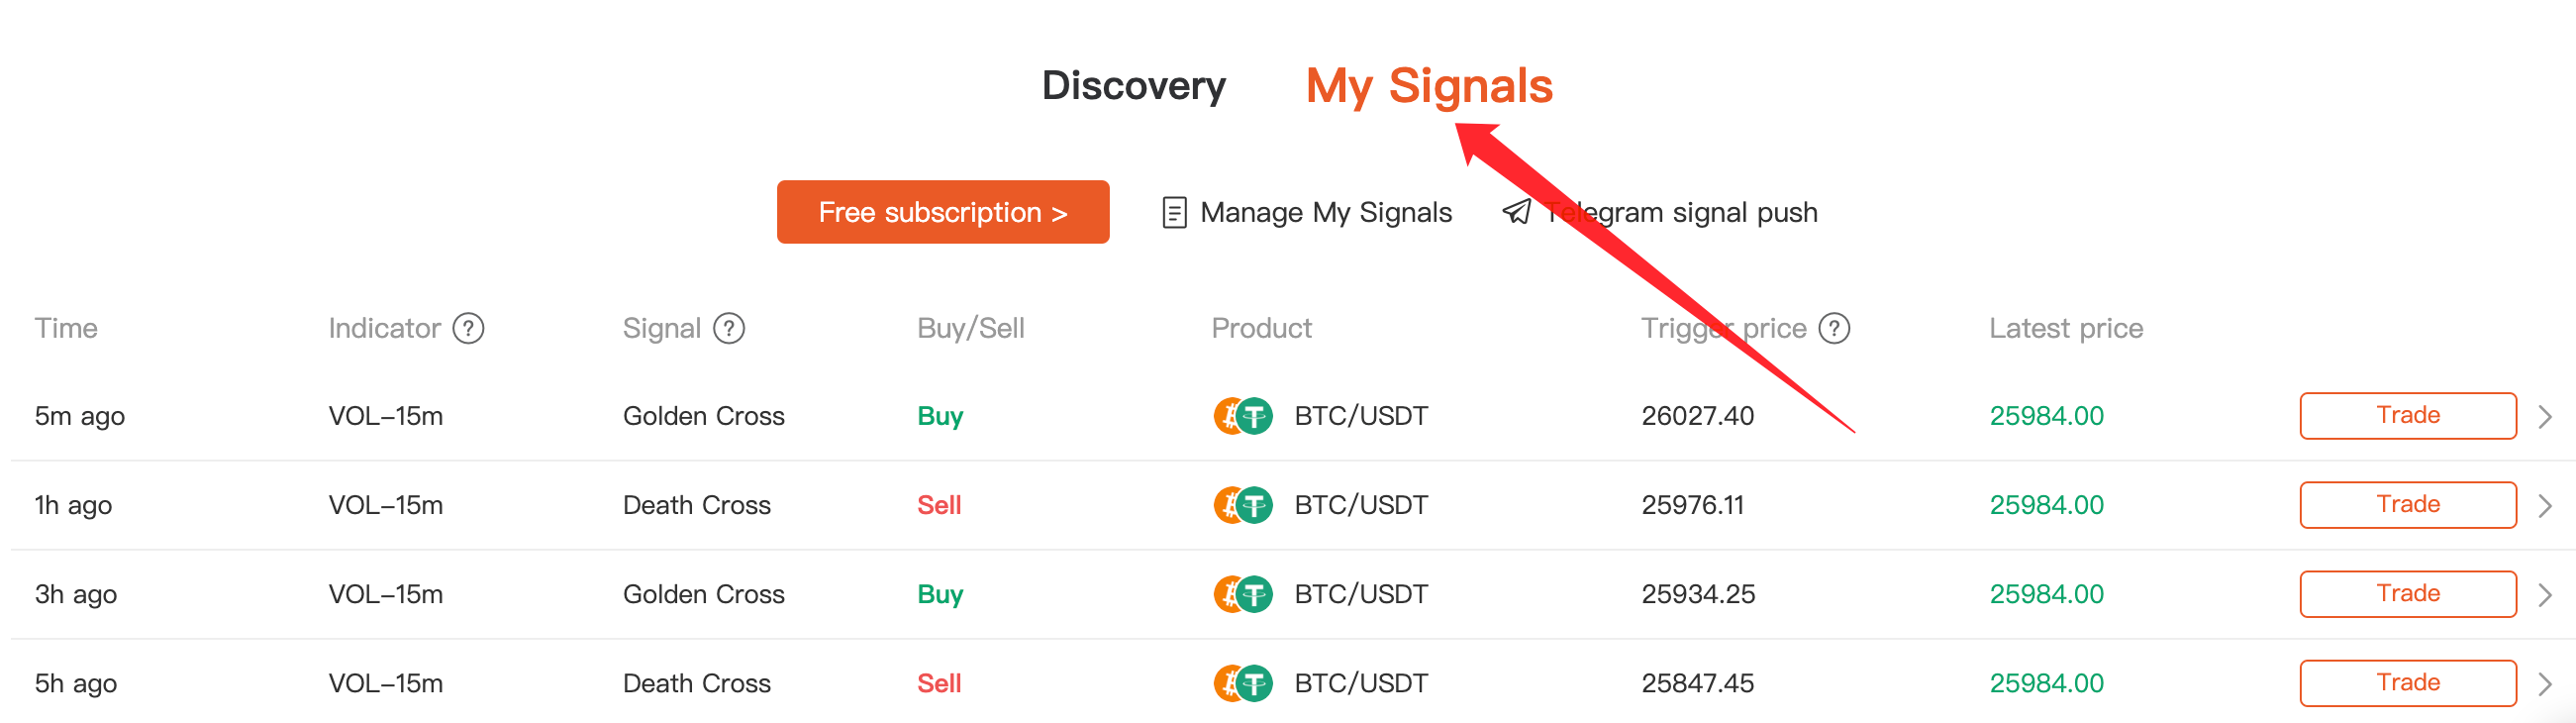 Discovery My Signals
Free subscription > Manage My Signals Telegram signal push
Time Indicator ? Signal ? Buy/Sell Product Trigger price ? Latest price
5m ago VOL-15m Golden Cross Buy BTC/USDT 26027.40 25984.00 Trade
1h ago VOL-15m Death Cross Sell BTC/USDT 25976.11 25984.00 Trade
3h ago VOL-15m Golden Cross Buy BTC/USDT 25934.25 25984.00 Trade
5h ago VOL-15m Death Cross Sell BTC/USDT 25847.45 25984.00 Trade